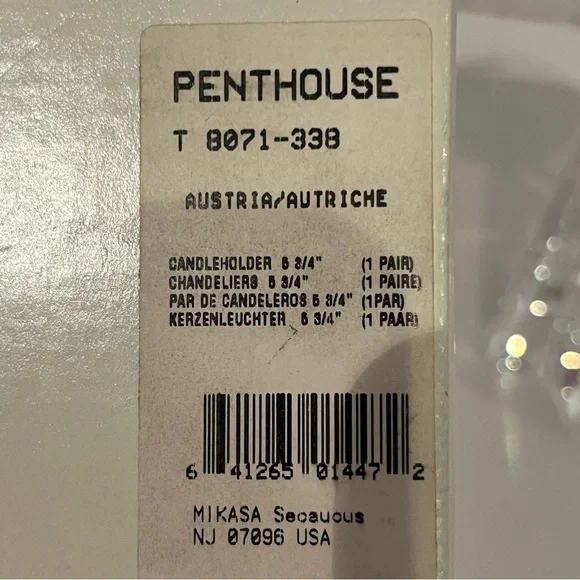 PENTHOUSE
T 8071-338
AUSTRIA/AUTRICHE
CANDLEHOLDER 5 3/4" (1 PAIR)
CHANDELIERS 5 3/4" (1 PAIRE)
PAR DE CANDELEROS 5 3/4" (1PAR)
KERZENLEUCHTER 5 3/4" (1 PAAR)
6 41265 01447 2
MIKASA Secaucus
NJ 07096 USA